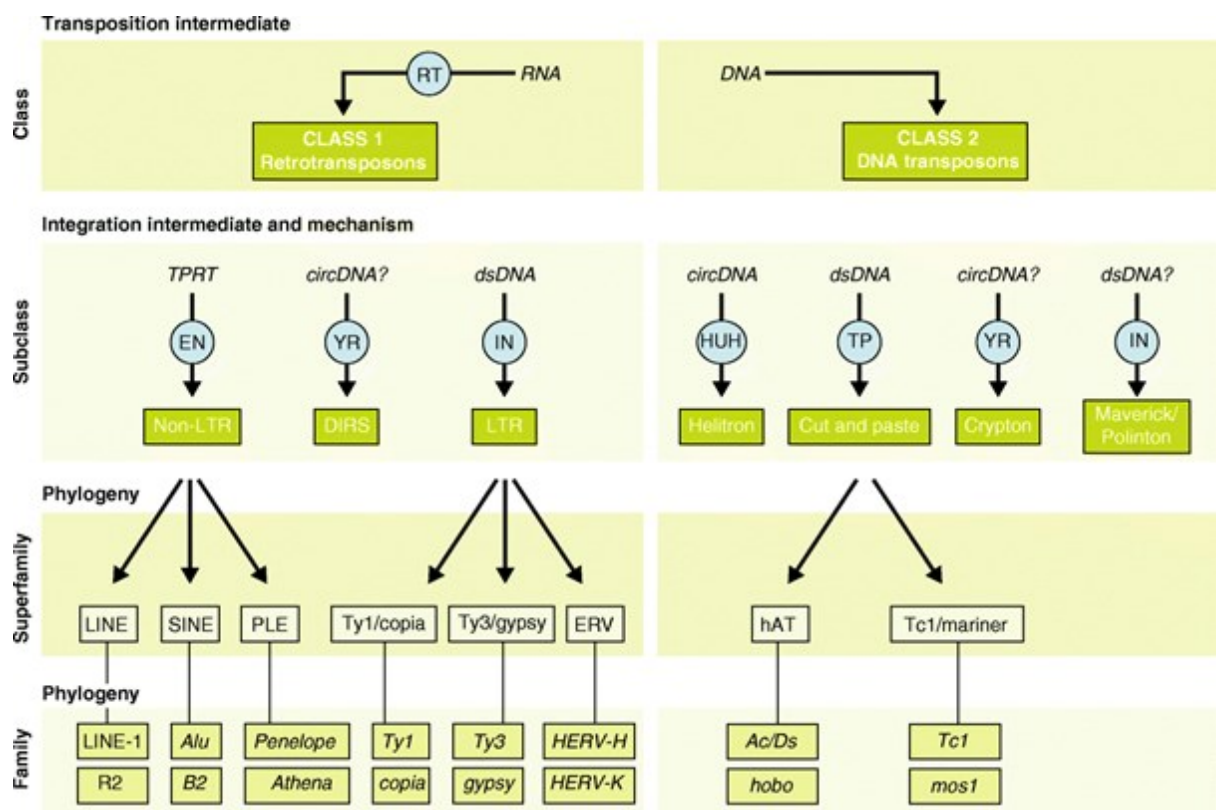 Transposition intermediate
Class
RT
RNA
CLASS 1
Retrotransposons
DNA
CLASS 2
DNA transposons
Integration intermediate and mechanism
Subclass
TPRT
circDNA?
dsDNA
circDNA
dsDNA
circDNA?
dsDNA?
EN
YR
IN
HUH
TP
YR
IN
Non-LTR
DIRS
LTR
Helitron
Cut and paste
Crypton
Maverick/
Polinton
Phylogeny
Superfamily
LINE
SINE
PLE
Ty1/copia
Ty3/gypsy
ERV
hAT
Tc1/mariner
Phylogeny
Family
LINE-1
Alu
Penelope
Ty1
Ty3
HERV-H
Ac/Ds
Tc1
R2
B2
Athena
copia
gypsy
HERV-K
hobo
mos1